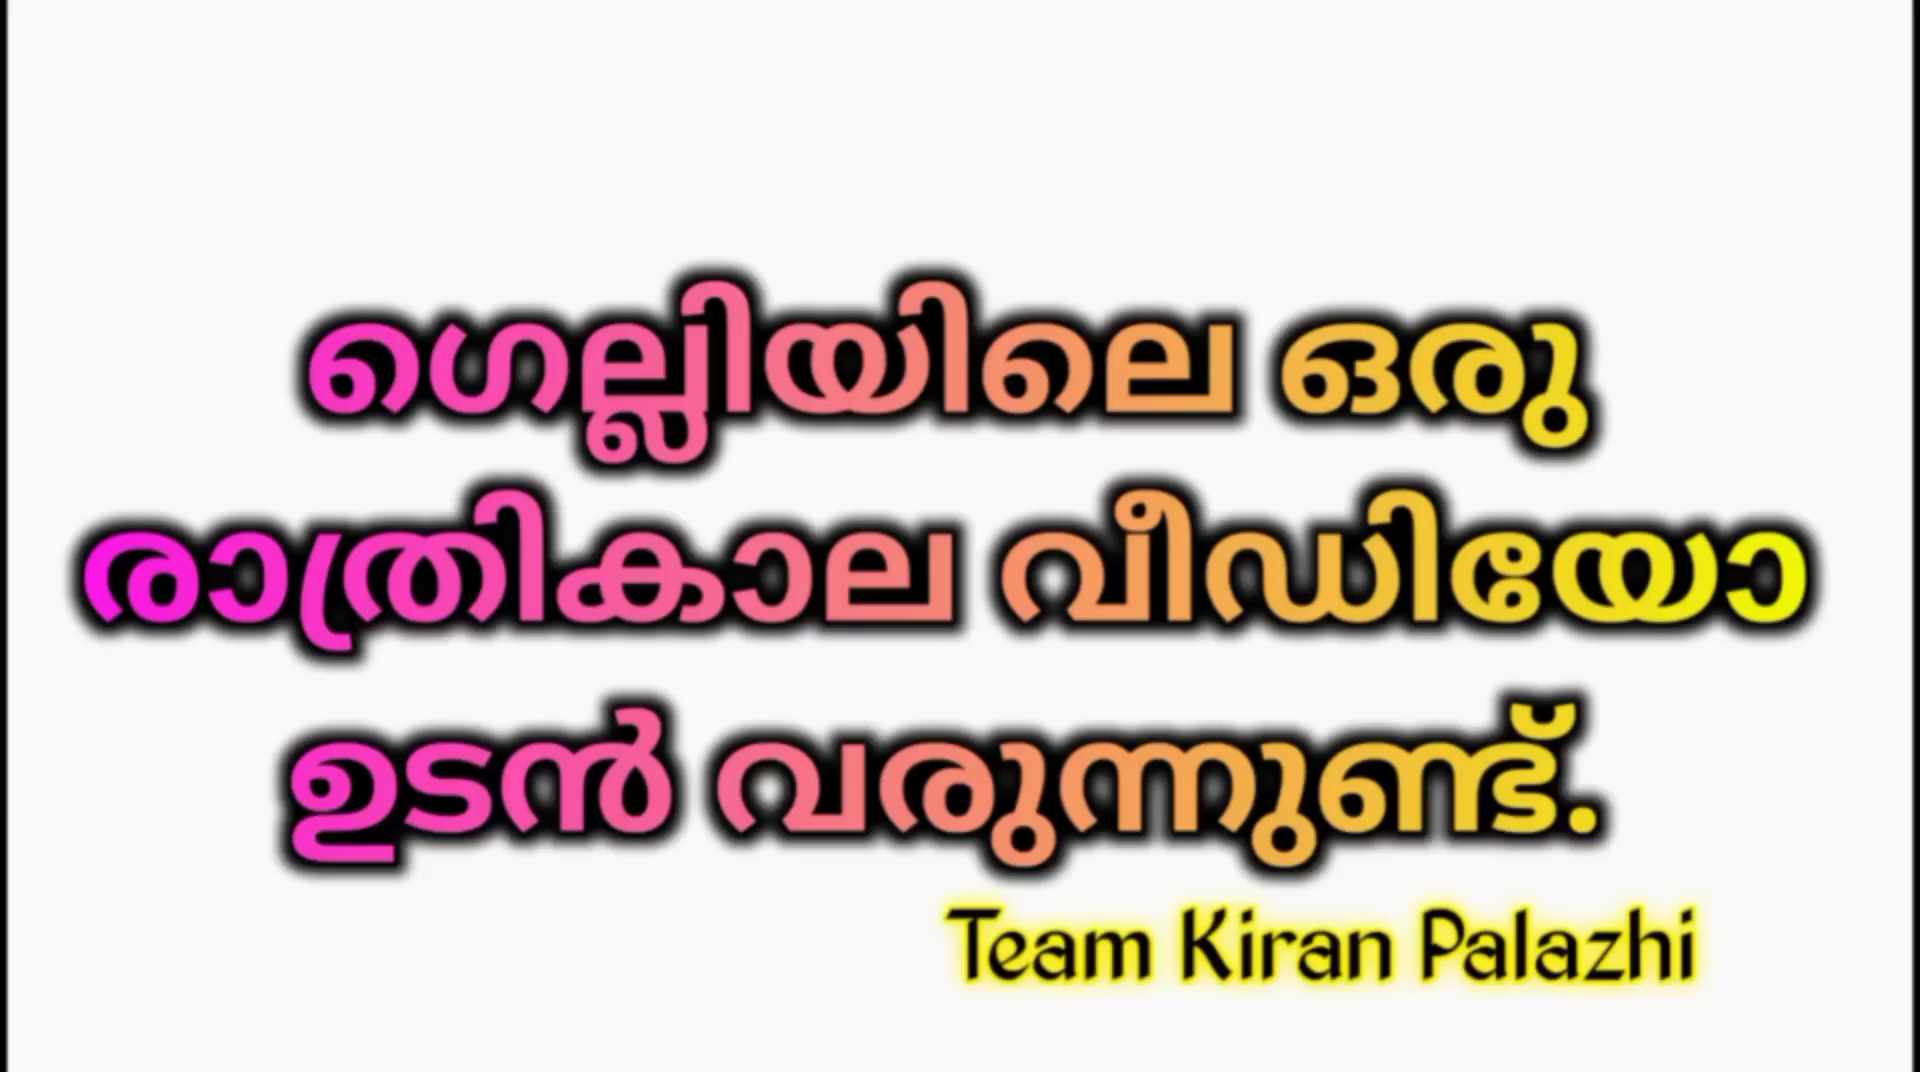 ഗെല്ലിയിലെ ഒരു
രാത്രികാല വീഡിയോ
ഉടൻ വരുന്നുണ്ട്.
Team Kiran Palazhi